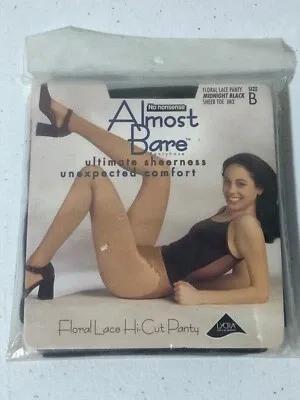 FLORAL LACE PANTY
MIDNIGHT BLACK
SHEER TOE
SIZE
B
No nonsense
Almost
Bare™
pantyhose
ultimate sheerness
unexpected comfort
Floral Lace Hi-Cut Panty
LYCRA